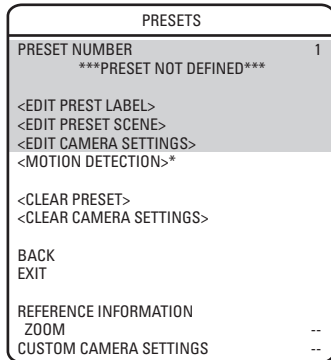 PRESETS
PRESET NUMBER 1
***PRESET NOT DEFINED***
<EDIT PREST LABEL>
<EDIT PRESET SCENE>
<EDIT CAMERA SETTINGS>
<MOTION DETECTION>*
<CLEAR PRESET>
<CLEAR CAMERA SETTINGS>
BACK
EXIT
REFERENCE INFORMATION
ZOOM --
CUSTOM CAMERA SETTINGS --